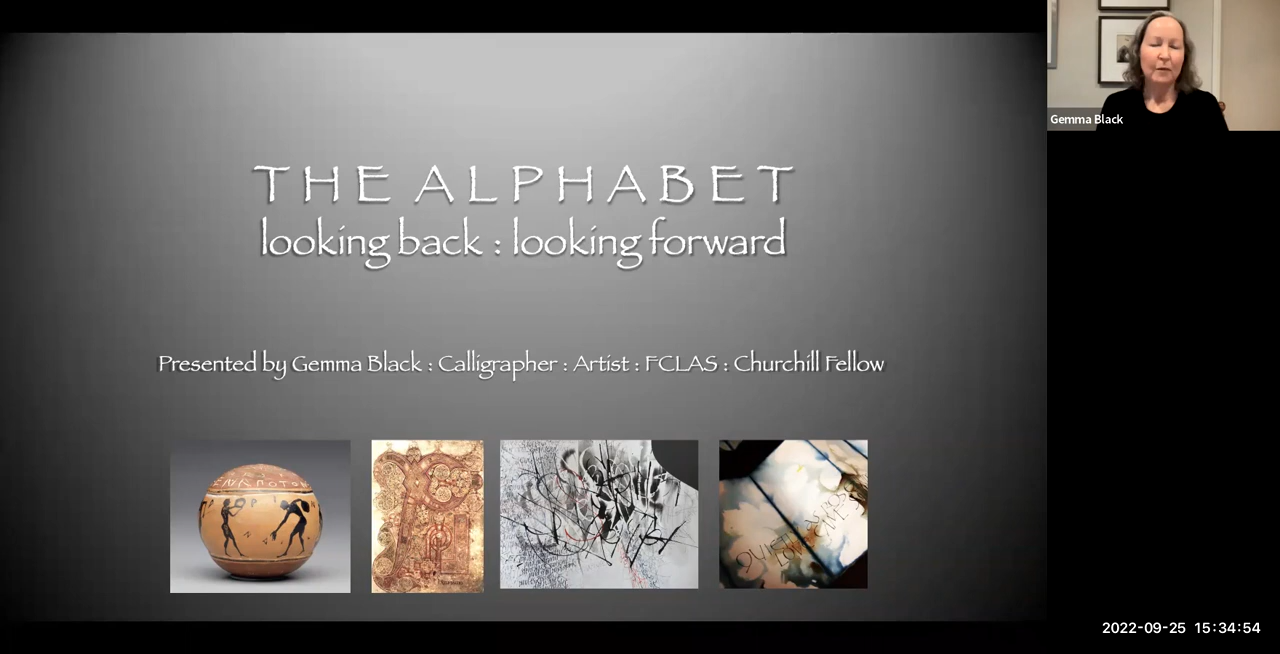 THE ALPHABET
looking back : looking forward
Presented by Gemma Black : Calligrapher : Artist : FCLAS : Churchill Fellow
Gemma Black
2022-09-25 15:34:54